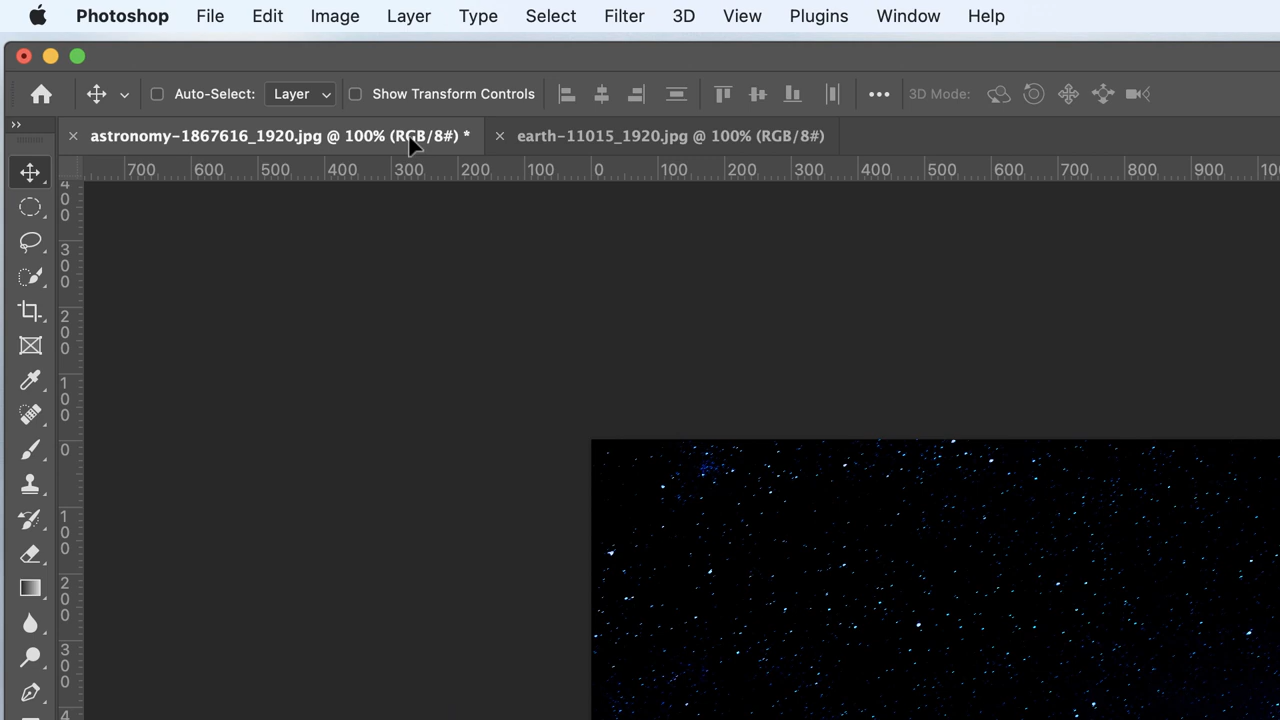 Photoshop File Edit Image Layer Type Select Filter 3D View Plugins Window Help
Auto-Select: Layer Show Transform Controls 3D Mode:
astronomy-1867616_1920.jpg @ 100% (RGB/8#) * earth-11015_1920.jpg @ 100% (RGB/8#)
700 600 500 400 300 200 100 0 100 200 300 400 500 600 700 800 900 10
400
300
200
100
0
100
200
300
4